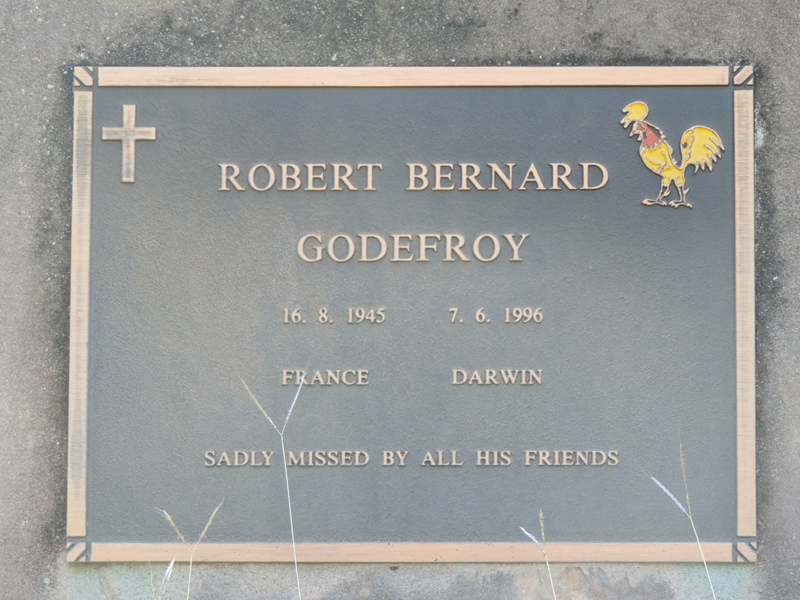 ROBERT BERNARD
GODEFROY
16. 8. 1945 7. 6. 1996
FRANCE DARWIN
SADLY MISSED BY ALL HIS FRIENDS